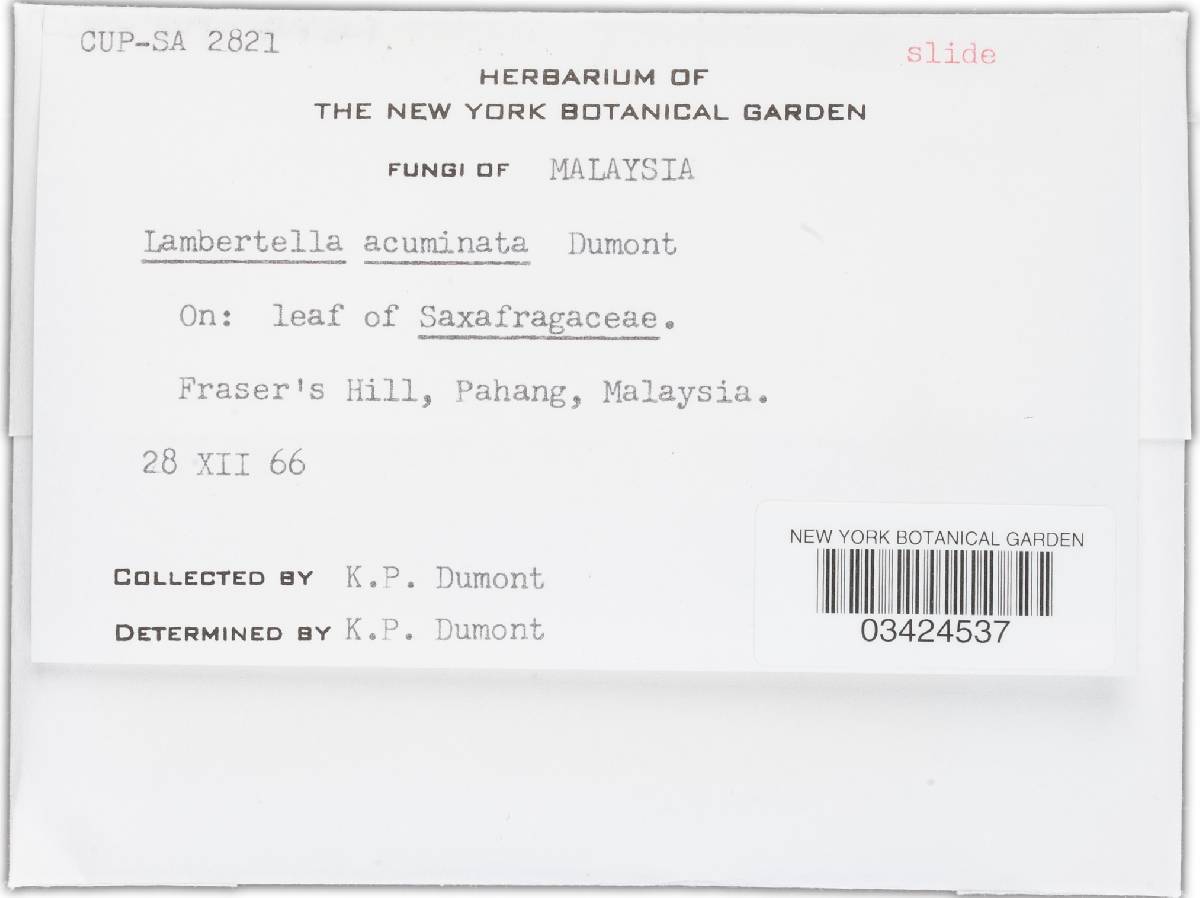 CUP-SA 2821
slide
HERBARIUM OF
THE NEW YORK BOTANICAL GARDEN
FUNGI OF MALAYSIA
Lambertella acuminata Dumont
On: leaf of Saxafragaceae.
Fraser's Hill, Pahang, Malaysia.
28 XII 66
COLLECTED BY K.P. Dumont
DETERMINED BY K.P. Dumont
NEW YORK BOTANICAL GARDEN
03424537